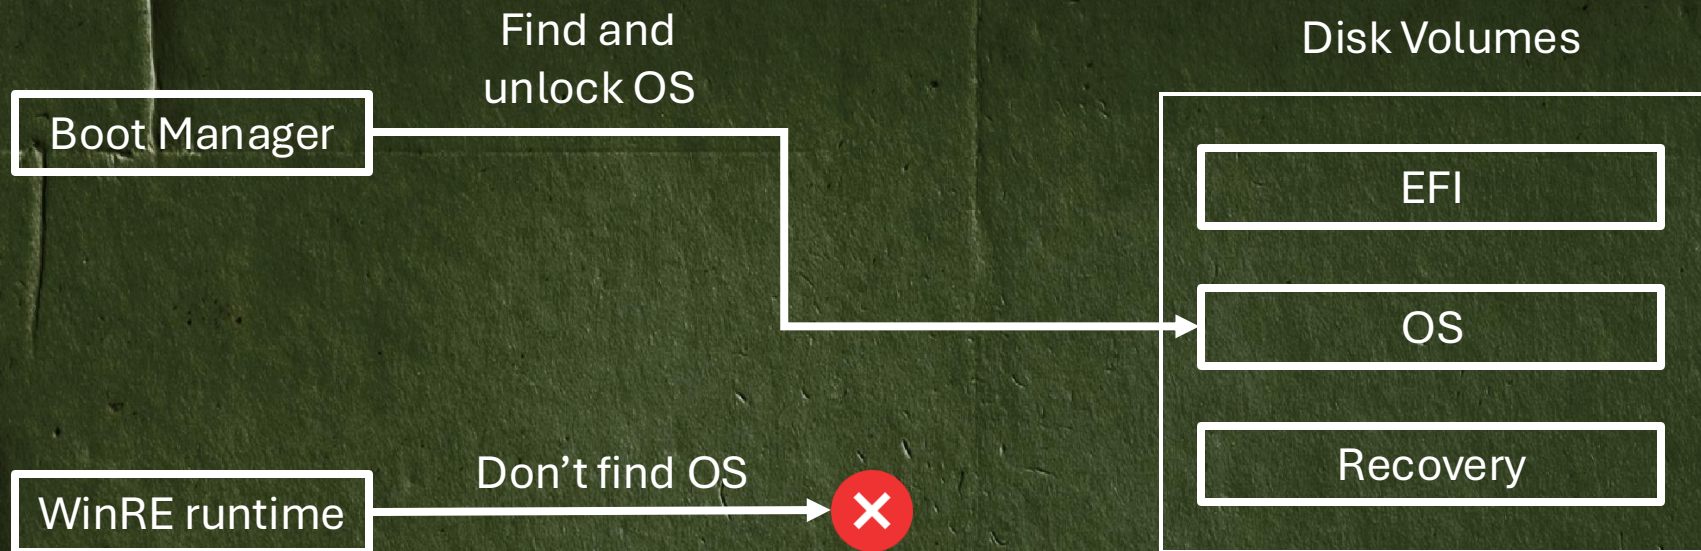 Find and
unlock OS
Disk Volumes
Boot Manager
EFI
OS
Recovery
Don’t find OS
WinRE runtime